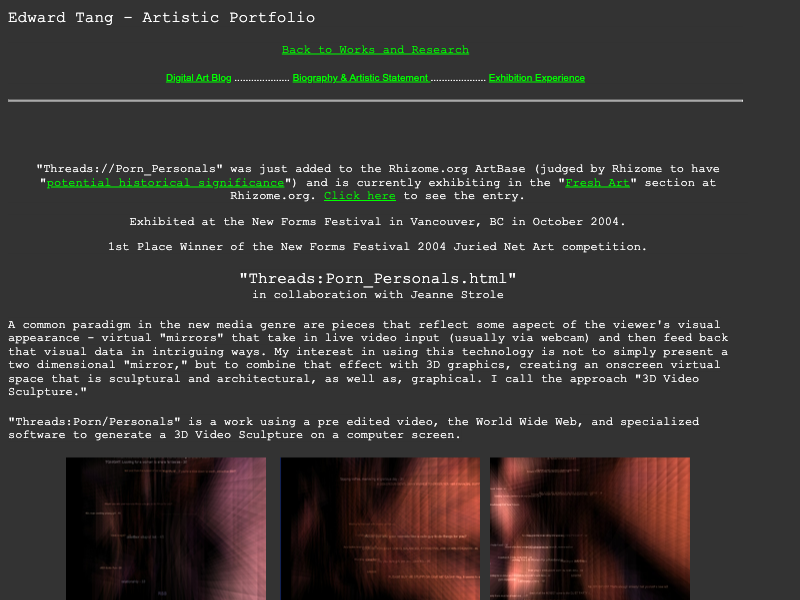 Edward Tang - Artistic Portfolio
Back to Works and Research
Digital Art Blog .................... Biography & Artistic Statement .................... Exhibition Experience
"Threads://Porn_Personals" was just added to the Rhizome.org ArtBase (judged by Rhizome to have
"potential historical significance") and is currently exhibiting in the "Fresh Art" section at
Rhizome.org. Click here to see the entry.
Exhibited at the New Forms Festival in Vancouver, BC in October 2004.
1st Place Winner of the New Forms Festival 2004 Juried Net Art competition.
"Threads:Porn_Personals.html"
in collaboration with Jeanne Strole
A common paradigm in the new media genre are pieces that reflect some aspect of the viewer's visual
appearance - virtual "mirrors" that take in live video input (usually via webcam) and then feed back
that visual data in intriguing ways. My interest in using this technology is not to simply present a
two dimensional "mirror," but to combine that effect with 3D graphics, creating an onscreen virtual
space that is sculptural and architectural, as well as, graphical. I call the approach "3D Video
Sculpture."
"Threads:Porn/Personals" is a work using a pre edited video, the World Wide Web, and specialized
software to generate a 3D Video Sculpture on a computer screen.